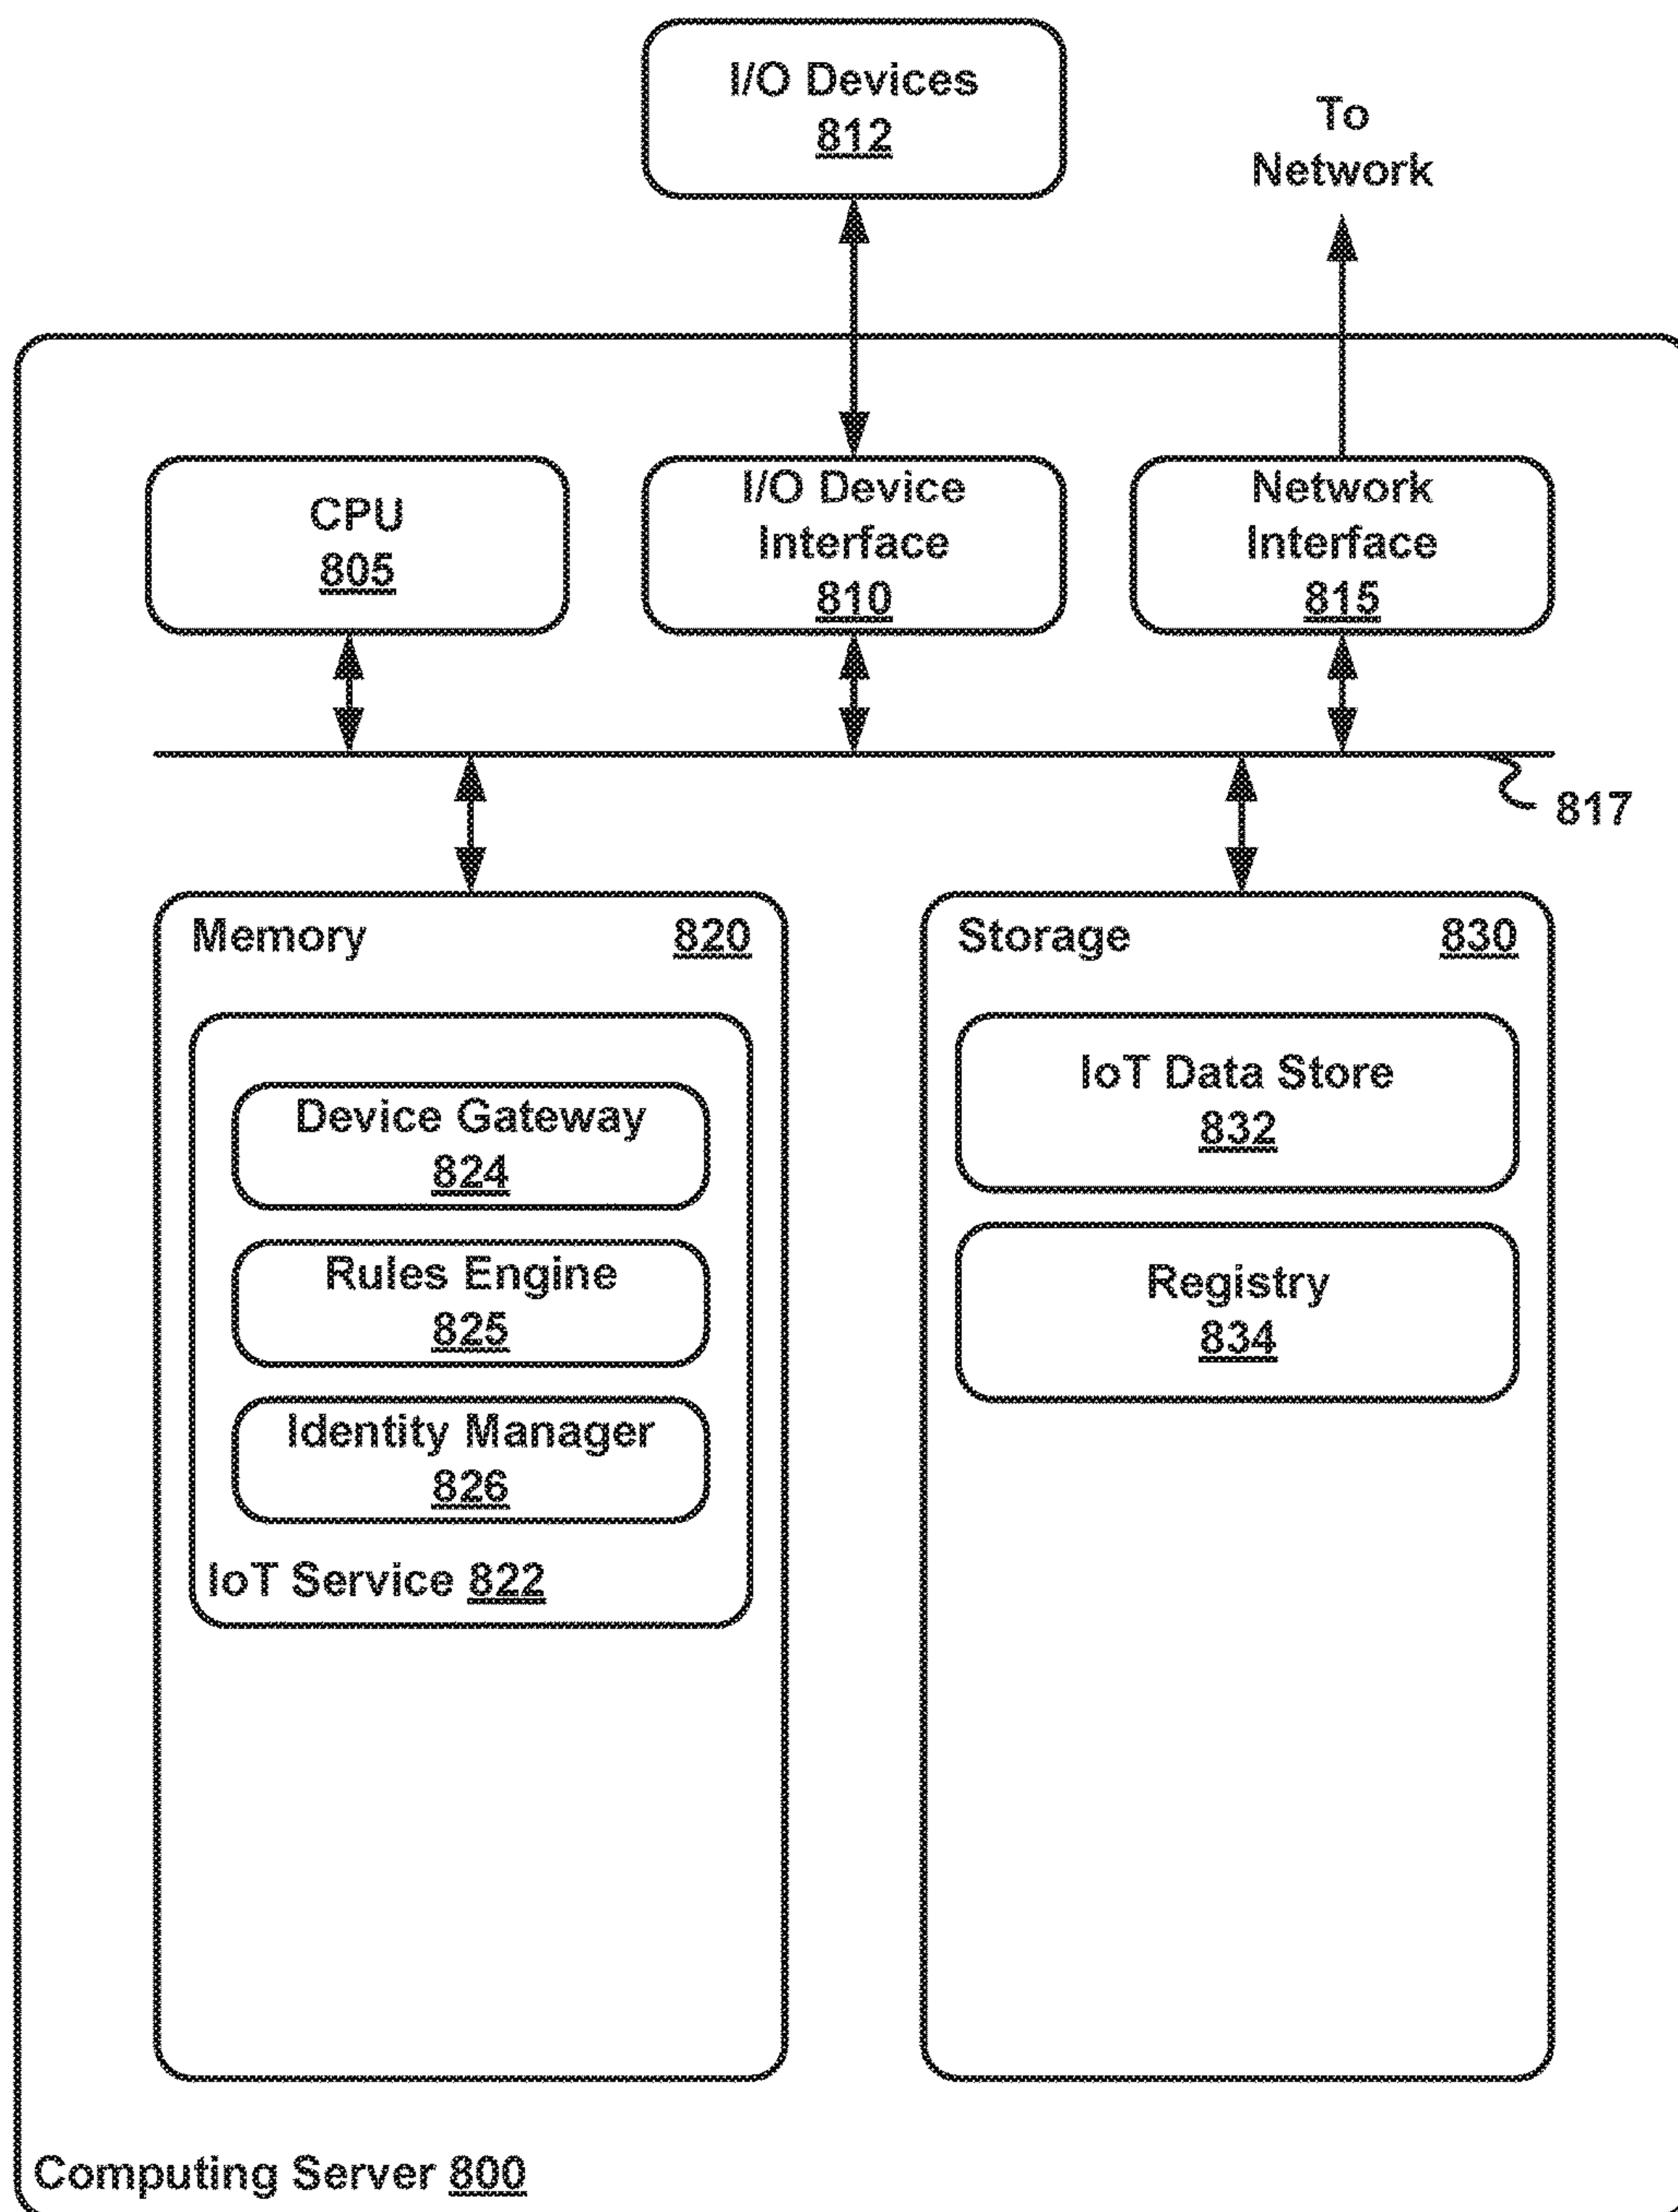 I/O Devices
812
To
Network
CPU
805
I/O Device
Interface
810
Network
Interface
815
817
Memory 820
Device Gateway
824
Rules Engine
825
Identity Manager
826
IoT Service 822
Storage 830
IoT Data Store
832
Registry
834
Computing Server 800